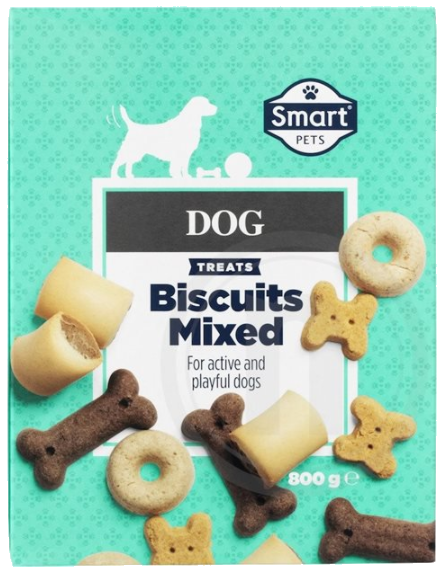 Smart®
PETS
DOG
TREATS
Biscuits
Mixed
For active and
playful dogs
800 g ℮